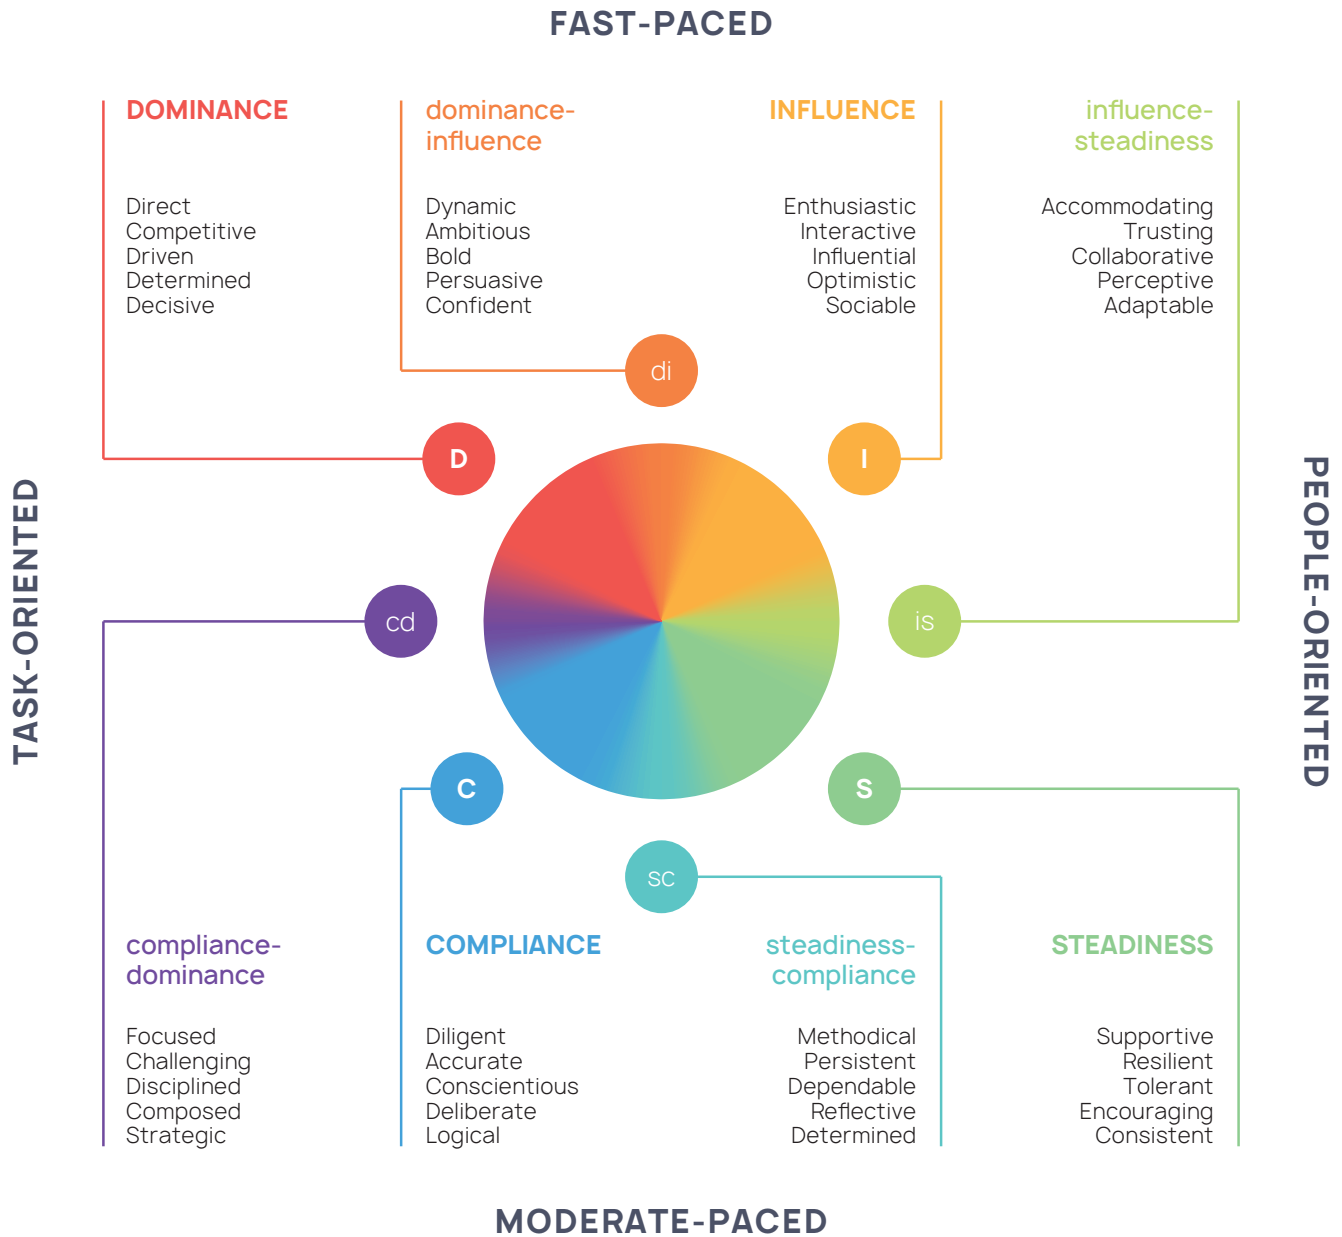 FAST-PACED
DOMINANCE
Direct
Competitive
Driven
Determined
Decisive
dominance-
influence
Dynamic
Ambitious
Bold
Persuasive
Confident
INFLUENCE
Enthusiastic
Interactive
Influential
Optimistic
Sociable
influence-
steadiness
Accommodating
Trusting
Collaborative
Perceptive
Adaptable
di
D
I
TASK-ORIENTED
cd
is
PEOPLE-ORIENTED
C
S
sc
compliance-
dominance
Focused
Challenging
Disciplined
Composed
Strategic
COMPLIANCE
Diligent
Accurate
Conscientious
Deliberate
Logical
steadiness-
compliance
Methodical
Persistent
Dependable
Reflective
Determined
STEADINESS
Supportive
Resilient
Tolerant
Encouraging
Consistent
MODERATE-PACED